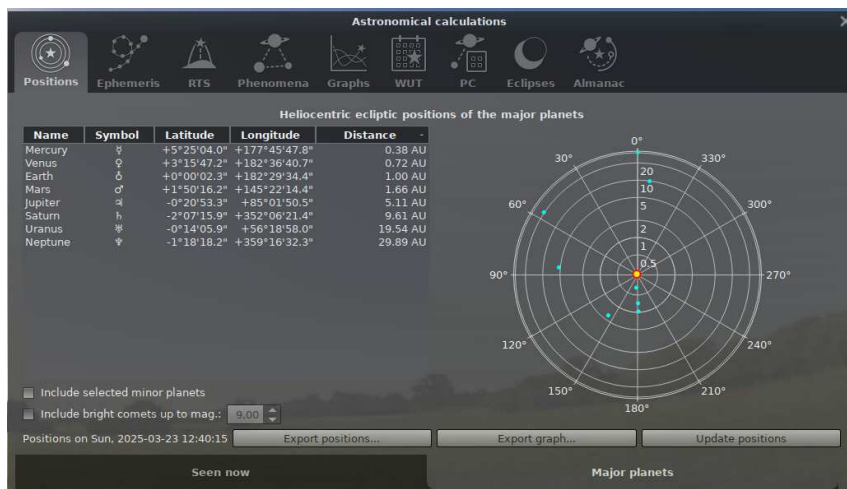 Astronomical calculations
Positions Ephemeris RTS Phenomena Graphs WUT PC Eclipses Almanac
Heliocentric ecliptic positions of the major planets
Name Symbol Latitude Longitude Distance
Mercury ☿ +5°25'04.0" +177°45'47.8" 0.38 AU
Venus ♀ +3°15'47.2" +182°36'40.7" 0.72 AU
Earth ♁ +0°00'02.3" +182°29'34.4" 1.00 AU
Mars ♂ +1°50'16.2" +145°22'14.4" 1.66 AU
Jupiter ♃ -0°20'53.3" +85°01'50.5" 5.11 AU
Saturn ♄ -2°07'15.9" +352°06'21.4" 9.61 AU
Uranus ♅ -0°14'05.9" +56°18'58.0" 19.54 AU
Neptune ♆ -1°18'18.2" +359°16'32.3" 29.89 AU
0°
30° 330°
20
10
60° 5 300°
2
1
0.5
90° 270°
120° 240°
150° 210°
180°
Include selected minor planets
Include bright comets up to mag.: 9,00
Positions on Sun, 2025-03-23 12:40:15 Export positions... Export graph... Update positions
Seen now Major planets